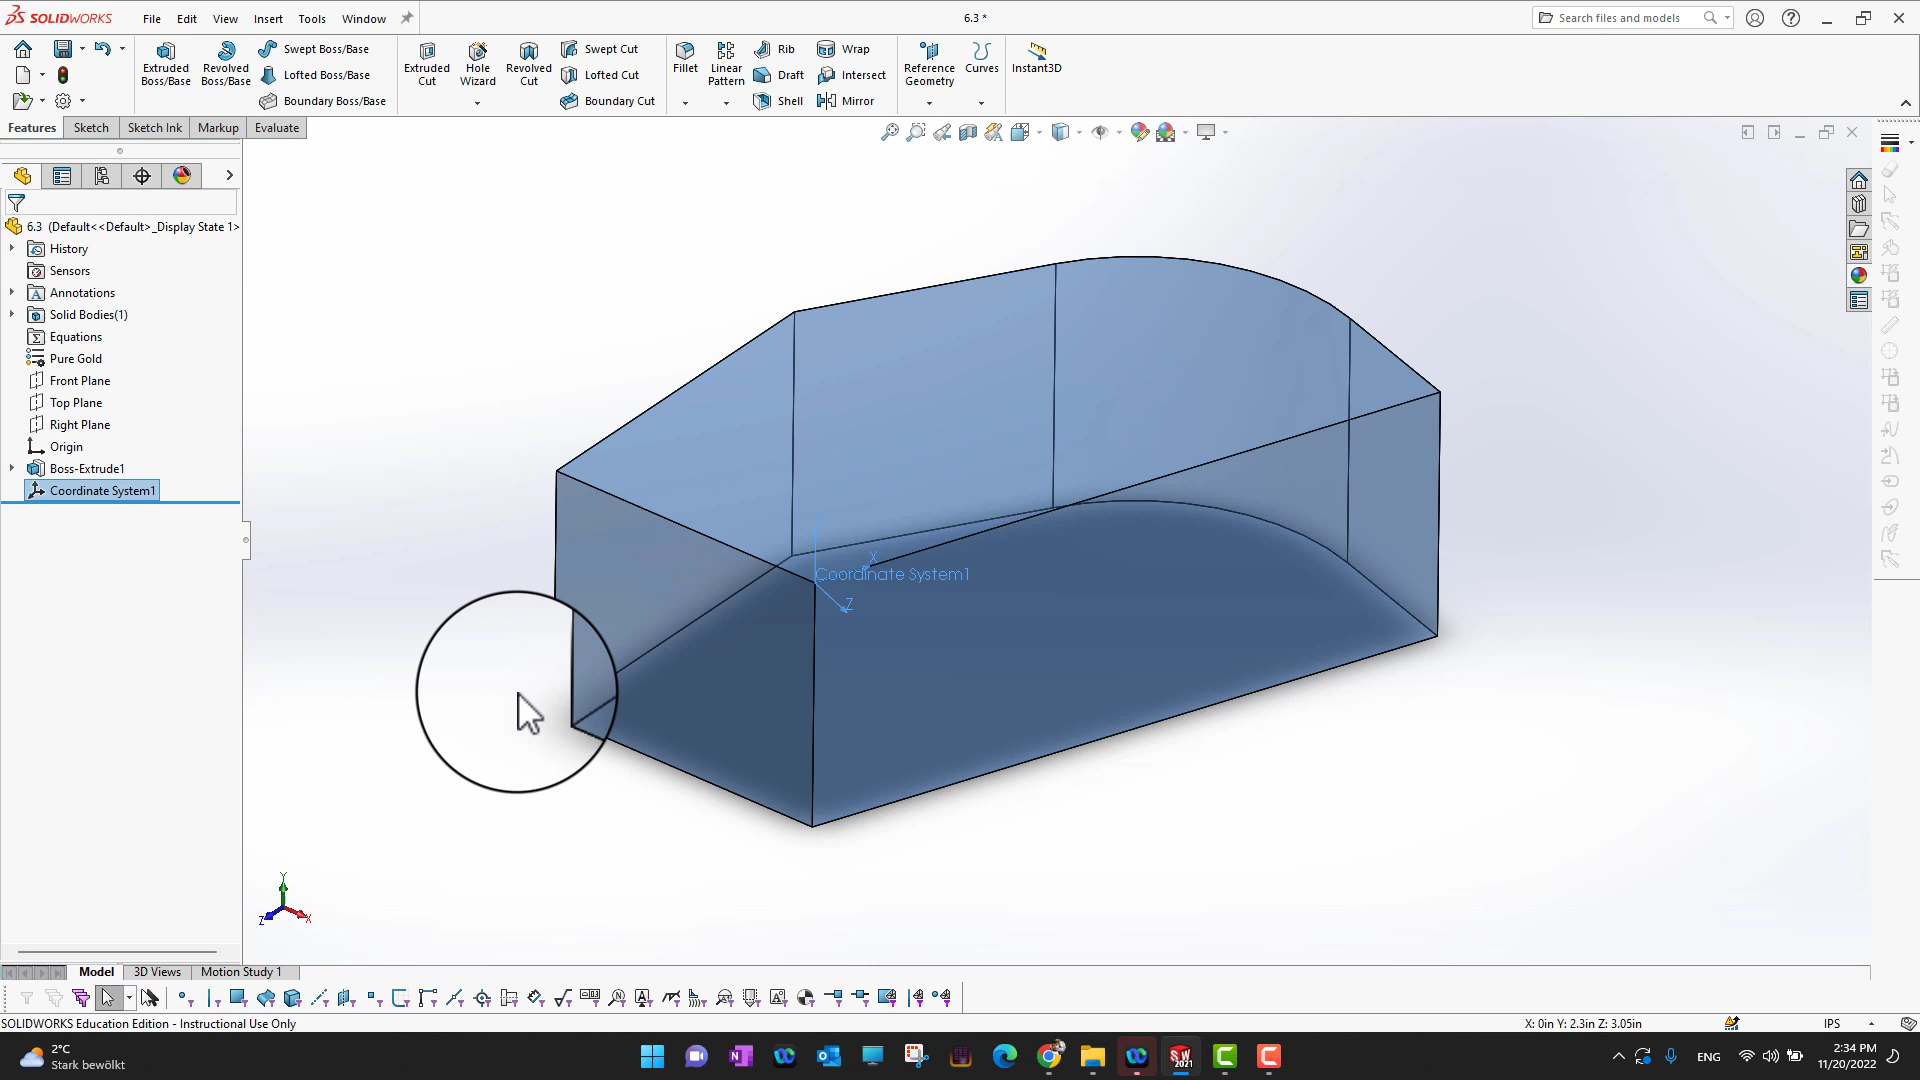 SOLIDWORKS
File Edit View Insert Tools Window
6.3 *
Search files and models
Extruded Boss/Base
Revolved Boss/Base
Swept Boss/Base
Lofted Boss/Base
Boundary Boss/Base
Extruded Cut
Hole Wizard
Revolved Cut
Swept Cut
Lofted Cut
Boundary Cut
Fillet
Linear Pattern
Rib
Draft
Shell
Wrap
Intersect
Mirror
Reference Geometry
Curves
Instant3D
Features Sketch Sketch Ink Markup Evaluate
6.3 (Default<<Default>_Display State 1>
History
Sensors
Annotations
Solid Bodies(1)
Equations
Pure Gold
Front Plane
Top Plane
Right Plane
Origin
Boss-Extrude1
Coordinate System1
X
Coordinate System1
Z
Y
Z
X
Model 3D Views Motion Study 1
SOLIDWORKS Education Edition - Instructional Use Only
X: 0in Y: 2.3in Z: 3.05in
IPS
2°C
Stark bewölkt
SW
2021
ENG
2:34 PM
11/20/2022